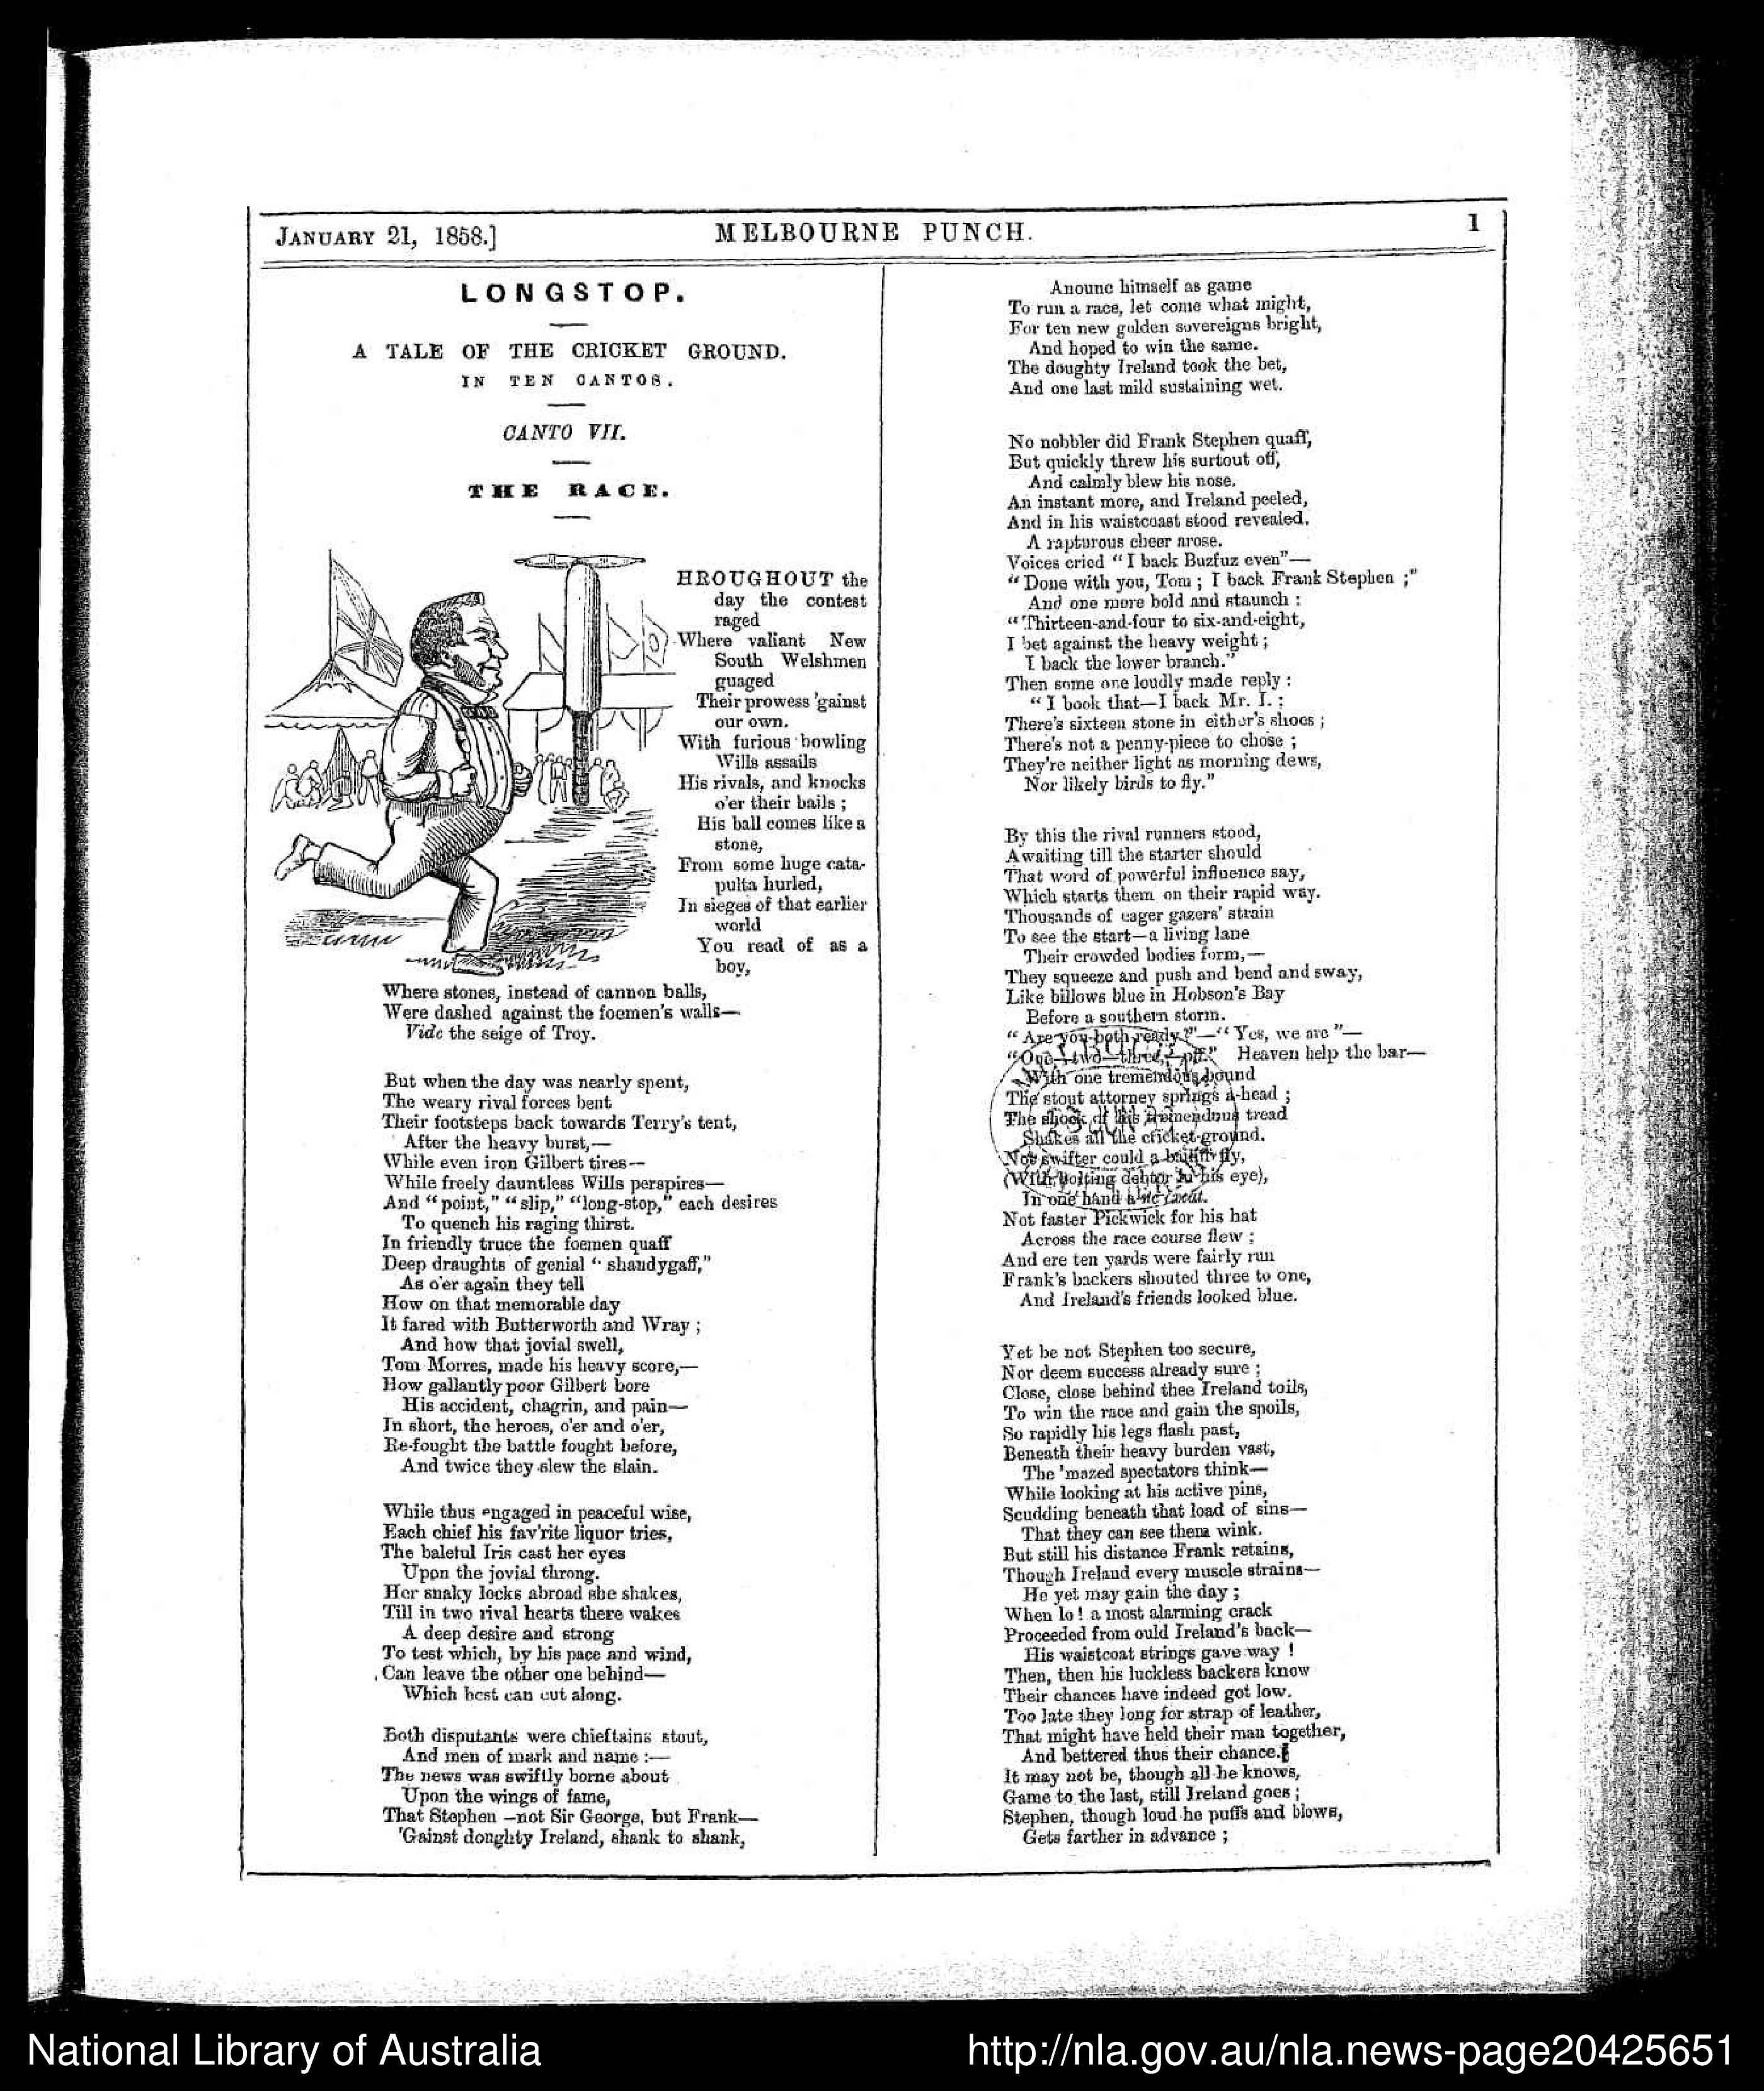 JANUARY 21, 1858.]
MELBOURNE PUNCH.
1
LONGSTOP.
A TALE OF THE CRICKET GROUND.
IN TEN CANTOS.
CANTO VII.
THE RACE.
HROUGHOUT the
day the contest
raged
Where valiant New
South Welshmen
guaged
Their prowess 'gainst
our own.
With furious bowling
Wills assails
His rivals, and knocks
o'er their bails ;
His ball comes like a
stone,
From some huge cata-
pulta hurled,
In sieges of that earlier
world
You read of as a
boy,
Where stones, instead of cannon balls,
Were dashed against the foemen's walls—
Vide the seige of Troy.
But when the day was nearly spent,
The weary rival forces bent
Their footsteps back towards Terry's tent,
After the heavy burst,—
While even iron Gilbert tires—
While freely dauntless Wills perspires—
And "point," "slip," "long-stop," each desires
To quench his raging thirst.
In friendly truce the foemen quaff
Deep draughts of genial "shandygaff,"
As o'er again they tell
How on that memorable day
It fared with Butterworth and Wray ;
And how that jovial swell,
Tom Morres, made his heavy score,—
How gallantly poor Gilbert bore
His accident, chagrin, and pain—
In short, the heroes, o'er and o'er,
Re-fought the battle fought before,
And twice they slew the slain.
While thus engaged in peaceful wise,
Each chief his fav'rite liquor tries,
The baleful Iris cast her eyes
Upon the jovial throng.
Her snaky locks abroad she shakes,
Till in two rival hearts there wakes
A deep desire and strong
To test which, by his pace and wind,
Can leave the other one behind—
Which best can cut along.
Both disputants were chieftains stout,
And men of mark and name :—
The news was swiftly borne about
Upon the wings of fame,
That Stephen —not Sir George, but Frank—
'Gainst doughty Ireland, shank to shank,
Anounc himself as game
To run a race, let come what might,
For ten new golden sovereigns bright,
And hoped to win the same.
The doughty Ireland took the bet,
And one last mild sustaining wet.
No nobbler did Frank Stephen quaff,
But quickly threw his surtout off,
And calmly blew his nose.
An instant more, and Ireland peeled,
And in his waistcoast stood revealed.
A rapturous cheer arose.
Voices cried "I back Buzfuz even"—
"Done with you, Tom ; I back Frank Stephen ;"
And one more bold and staunch :
"Thirteen-and-four to six-and-eight,
I bet against the heavy weight ;
I back the lower branch."
Then some one loudly made reply :
"I book that—I back Mr. I. ;
There's sixteen stone in either's shoes ;
There's not a penny-piece to chose ;
They're neither light as morning dews,
Nor likely birds to fly."
By this the rival runners stood,
Awaiting till the starter should
That word of powerful influence say,
Which starts them on their rapid way.
Thousands of eager gazers' strain
To see the start—a living lane
Their crowded bodies form,—
They squeeze and push and bend and sway,
Like billows blue in Hobson's Bay
Before a southern storm.
"Are you both ready?"—"Yes, we are"—
"One—two—three,—off." Heaven help the bar—
With one tremendous bound
The stout attorney springs a-head ;
The shock of his tremendous tread
Shakes all the cricket-ground.
Not swifter could a bailiff fly,
(With bolting debtor in his eye),
In one hand a
Not faster Pickwick for his hat
Across the race course flew ;
And ere ten yards were fairly run
Frank's backers shouted three to one,
And Ireland's friends looked blue.
Yet be not Stephen too secure,
Nor deem success already sure ;
Close, close behind thee Ireland toils,
To win the race and gain the spoils,
So rapidly his legs flash past,
Beneath their heavy burden vast,
The 'mazed spectators think—
While looking at his active pins,
Scudding beneath that load of sins—
That they can see them wink.
But still his distance Frank retains,
Though Ireland every muscle strains—
He yet may gain the day ;
When lo ! a most alarming crack
Proceeded from ould Ireland's back—
His waistcoat strings gave way !
Then, then his luckless backers know
Their chances have indeed got low.
Too late they long for strap of leather,
That might have held their man together,
And bettered thus their chance.
It may not be, though all he knows,
Game to the last, still Ireland goes ;
Stephen, though loud he puffs and blows,
Gets farther in advance ;
National Library of Australia
http://nla.gov.au/nla.news-page20425651